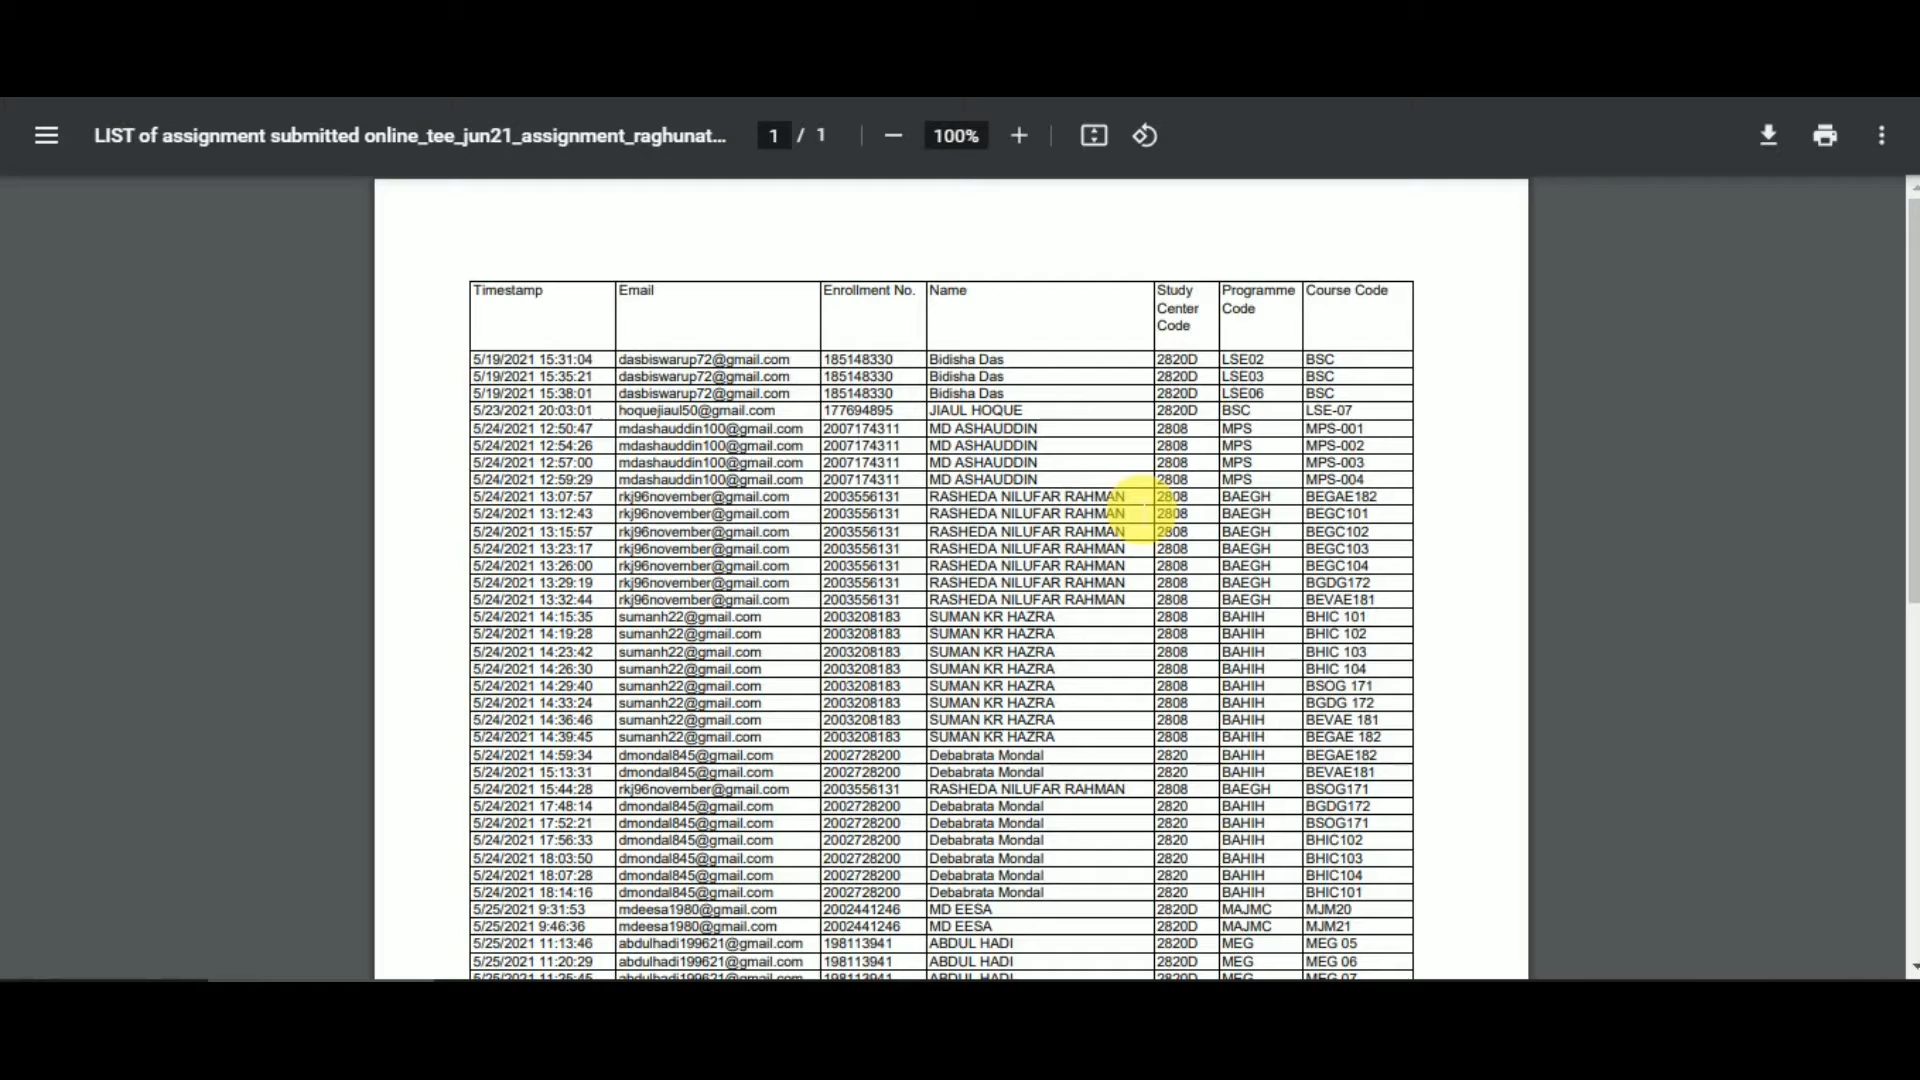 LIST of assignment submitted online_tee_jun21_assignment_raghunat... 1 / 1 100%
Timestamp Email Enrollment No. Name Study Center Code Programme Code Course Code
5/19/2021 15:31:04 dasbiswarup72@gmail.com 185148330 Bidisha Das 2820D LSE02 BSC
5/19/2021 15:35:21 dasbiswarup72@gmail.com 185148330 Bidisha Das 2820D LSE03 BSC
5/19/2021 15:38:01 dasbiswarup72@gmail.com 185148330 Bidisha Das 2820D LSE06 BSC
5/23/2021 20:03:01 hoquejiaul50@gmail.com 177694895 JIAUL HOQUE 2820D BSC LSE-07
5/24/2021 12:50:47 mdashauddin100@gmail.com 2007174311 MD ASHAUDDIN 2808 MPS MPS-001
5/24/2021 12:54:26 mdashauddin100@gmail.com 2007174311 MD ASHAUDDIN 2808 MPS MPS-002
5/24/2021 12:57:00 mdashauddin100@gmail.com 2007174311 MD ASHAUDDIN 2808 MPS MPS-003
5/24/2021 12:59:29 mdashauddin100@gmail.com 2007174311 MD ASHAUDDIN 2808 MPS MPS-004
5/24/2021 13:07:57 rkj96november@gmail.com 2003556131 RASHEDA NILUFAR RAHMAN 2808 BAEGH BEGAE182
5/24/2021 13:12:43 rkj96november@gmail.com 2003556131 RASHEDA NILUFAR RAHMAN 2808 BAEGH BEGC101
5/24/2021 13:15:57 rkj96november@gmail.com 2003556131 RASHEDA NILUFAR RAHMAN 2808 BAEGH BEGC102
5/24/2021 13:23:17 rkj96november@gmail.com 2003556131 RASHEDA NILUFAR RAHMAN 2808 BAEGH BEGC103
5/24/2021 13:26:00 rkj96november@gmail.com 2003556131 RASHEDA NILUFAR RAHMAN 2808 BAEGH BEGC104
5/24/2021 13:29:19 rkj96november@gmail.com 2003556131 RASHEDA NILUFAR RAHMAN 2808 BAEGH BGDG172
5/24/2021 13:32:44 rkj96november@gmail.com 2003556131 RASHEDA NILUFAR RAHMAN 2808 BAEGH BEVAE181
5/24/2021 14:15:35 sumanh22@gmail.com 2003208183 SUMAN KR HAZRA 2808 BAHIH BHIC 101
5/24/2021 14:19:28 sumanh22@gmail.com 2003208183 SUMAN KR HAZRA 2808 BAHIH BHIC 102
5/24/2021 14:23:42 sumanh22@gmail.com 2003208183 SUMAN KR HAZRA 2808 BAHIH BHIC 103
5/24/2021 14:26:30 sumanh22@gmail.com 2003208183 SUMAN KR HAZRA 2808 BAHIH BHIC 104
5/24/2021 14:29:40 sumanh22@gmail.com 2003208183 SUMAN KR HAZRA 2808 BAHIH BSOG 171
5/24/2021 14:33:24 sumanh22@gmail.com 2003208183 SUMAN KR HAZRA 2808 BAHIH BGDG 172
5/24/2021 14:36:46 sumanh22@gmail.com 2003208183 SUMAN KR HAZRA 2808 BAHIH BEVAE 181
5/24/2021 14:39:45 sumanh22@gmail.com 2003208183 SUMAN KR HAZRA 2808 BAHIH BEGAE 182
5/24/2021 14:59:34 dmondal845@gmail.com 2002728200 Debabrata Mondal 2820 BAHIH BEGAE182
5/24/2021 15:13:31 dmondal845@gmail.com 2002728200 Debabrata Mondal 2820 BAHIH BEVAE181
5/24/2021 15:44:28 rkj96november@gmail.com 2003556131 RASHEDA NILUFAR RAHMAN 2808 BAEGH BSOG171
5/24/2021 17:48:14 dmondal845@gmail.com 2002728200 Debabrata Mondal 2820 BAHIH BGDG172
5/24/2021 17:52:21 dmondal845@gmail.com 2002728200 Debabrata Mondal 2820 BAHIH BSOG171
5/24/2021 17:56:33 dmondal845@gmail.com 2002728200 Debabrata Mondal 2820 BAHIH BHIC102
5/24/2021 18:03:50 dmondal845@gmail.com 2002728200 Debabrata Mondal 2820 BAHIH BHIC103
5/24/2021 18:07:28 dmondal845@gmail.com 2002728200 Debabrata Mondal 2820 BAHIH BHIC104
5/24/2021 18:14:16 dmondal845@gmail.com 2002728200 Debabrata Mondal 2820 BAHIH BHIC101
5/25/2021 9:31:53 mdeesa1980@gmail.com 2002441246 MD EESA 2820D MAJMC MJM20
5/25/2021 9:46:36 mdeesa1980@gmail.com 2002441246 MD EESA 2820D MAJMC MJM21
5/25/2021 11:13:46 abdulhadi199621@gmail.com 198113941 ABDUL HADI 2820D MEG MEG 05
5/25/2021 11:20:29 abdulhadi199621@gmail.com 198113941 ABDUL HADI 2820D MEG MEG 06
5/25/2021 11:25:45 abdulhadi199621@gmail.com 198113941 ABDUL HADI 2820D MEG MEG 07